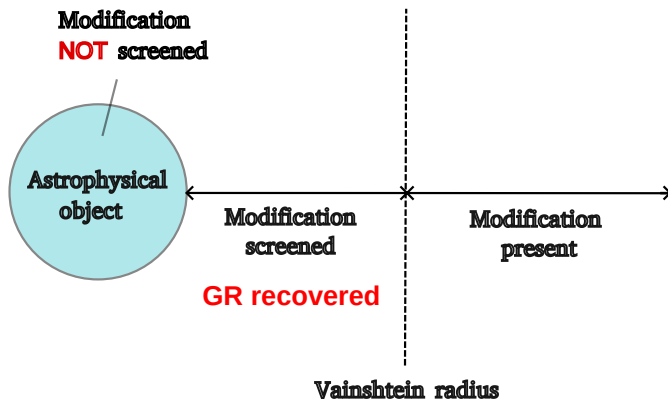 Modification
NOT screened
Astrophysical
object
Modification
screened
GR recovered
Modification
present
Vainshtein radius